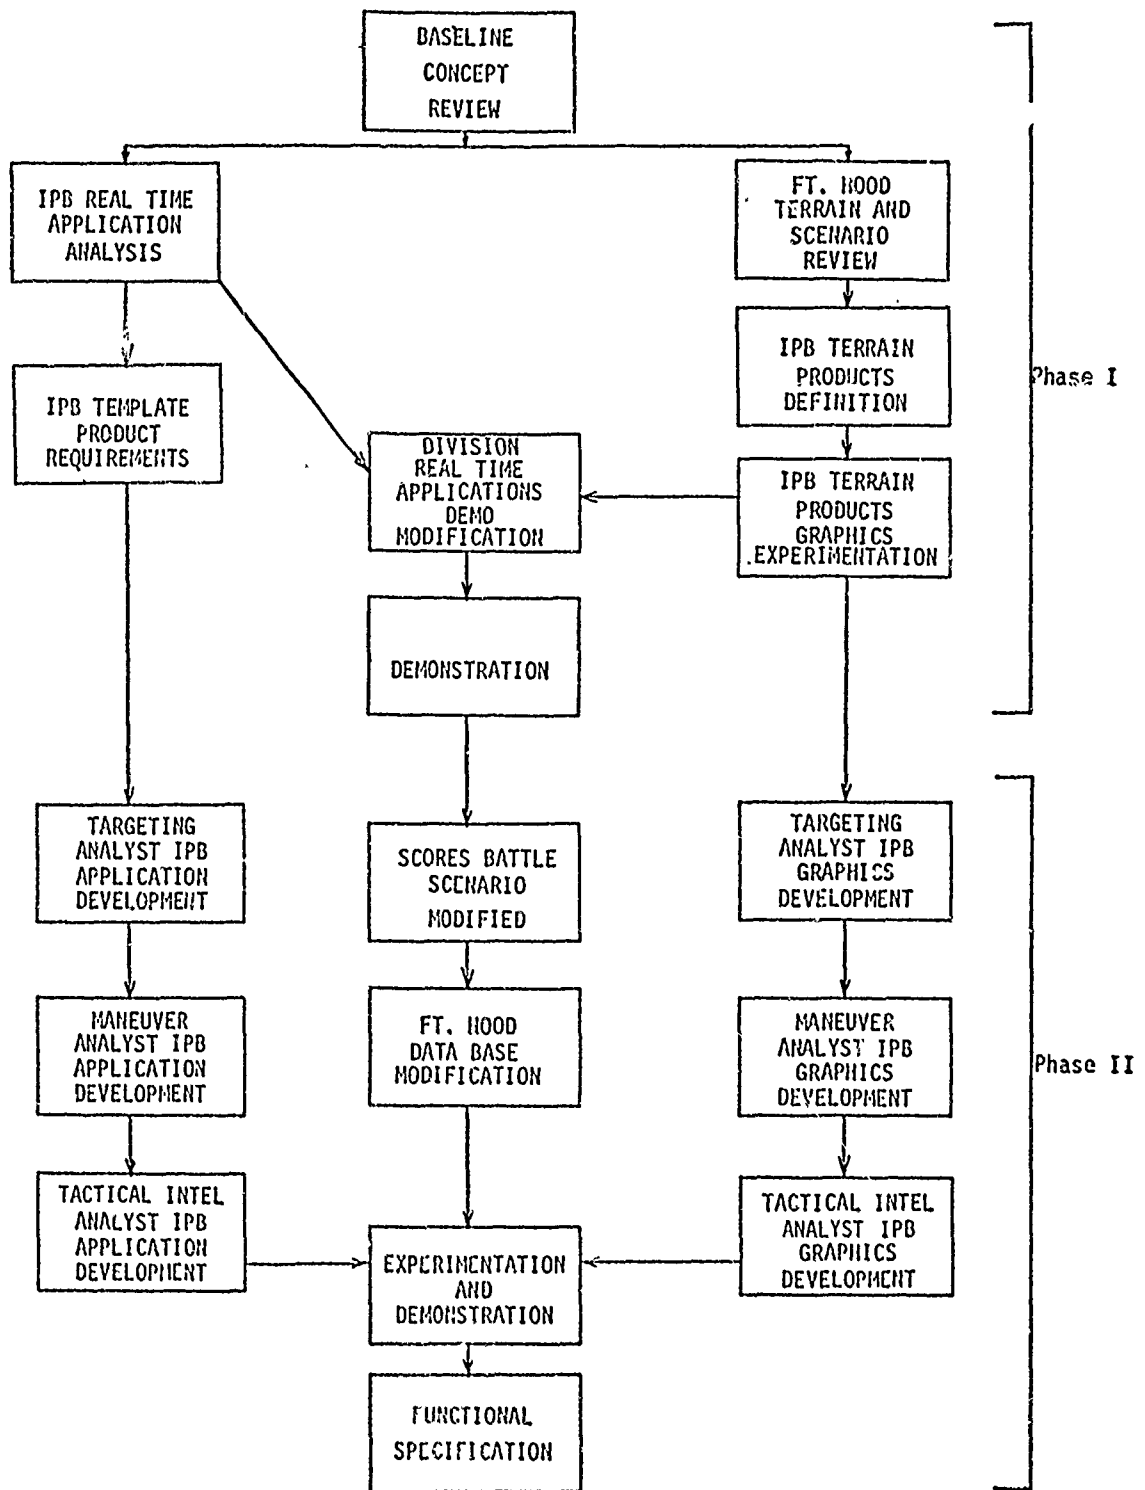 BASELINE
CONCEPT
REVIEW
IPB REAL TIME
APPLICATION
ANALYSIS
FT. HOOD
TERRAIN AND
SCENARIO
REVIEW
IPB TERRAIN
PRODUCTS
DEFINITION
Phase I
IPB TEMPLATE
PRODUCT
REQUIREMENTS
DIVISION
REAL TIME
APPLICATIONS
DEMO
MODIFICATION
IPB TERRAIN
PRODUCTS
GRAPHICS
EXPERIMENTATION
DEMONSTRATION
TARGETING
ANALYST IPB
APPLICATION
DEVELOPMENT
SCORES BATTLE
SCENARIO
MODIFIED
TARGETING
ANALYST IPB
GRAPHICS
DEVELOPMENT
MANEUVER
ANALYST IPB
APPLICATION
DEVELOPMENT
FT. HOOD
DATA BASE
MODIFICATION
MANEUVER
ANALYST IPB
GRAPHICS
DEVELOPMENT
Phase II
TACTICAL INTEL
ANALYST IPB
APPLICATION
DEVELOPMENT
EXPERIMENTATION
AND
DEMONSTRATION
TACTICAL INTEL
ANALYST IPB
GRAPHICS
DEVELOPMENT
FUNCTIONAL
SPECIFICATION